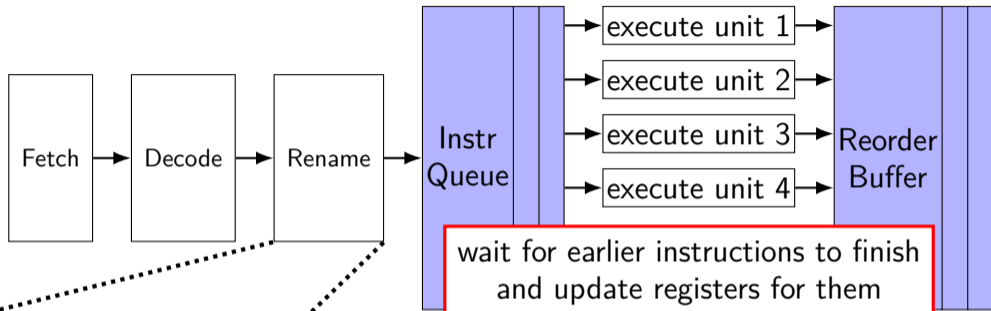 Fetch
Decode
Rename
Instr
Queue
execute unit 1
execute unit 2
execute unit 3
execute unit 4
Reorder
Buffer
wait for earlier instructions to finish
and update registers for them